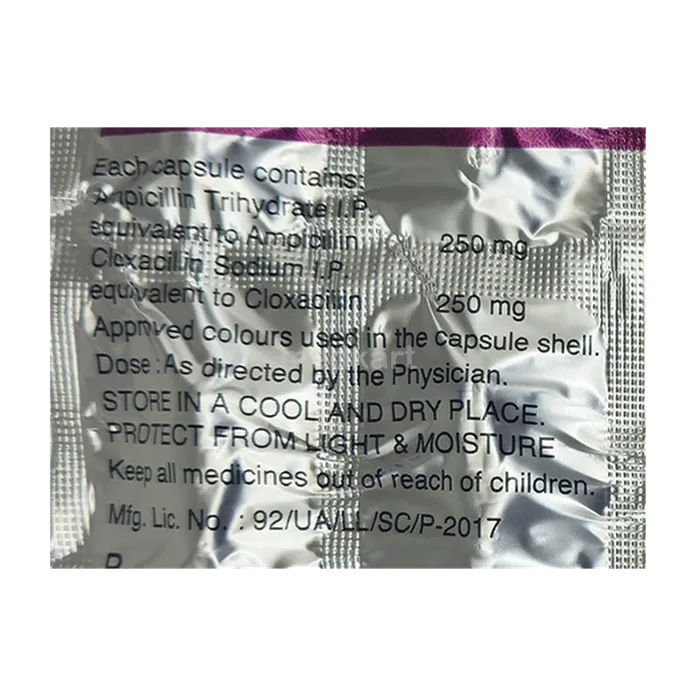 Each capsule contains:
Ampicillin Trihydrate I.P.
equivalent to Ampicillin 250 mg
Cloxacillin Sodium I.P.
equivalent to Cloxacillin 250 mg
Approved colours used in the capsule shell.
Dose : As directed by the Physician.
STORE IN A COOL AND DRY PLACE.
PROTECT FROM LIGHT & MOISTURE
Keep all medicines out of reach of children.
Mfg. Lic. No. : 92/UA/LL/SC/P-2017